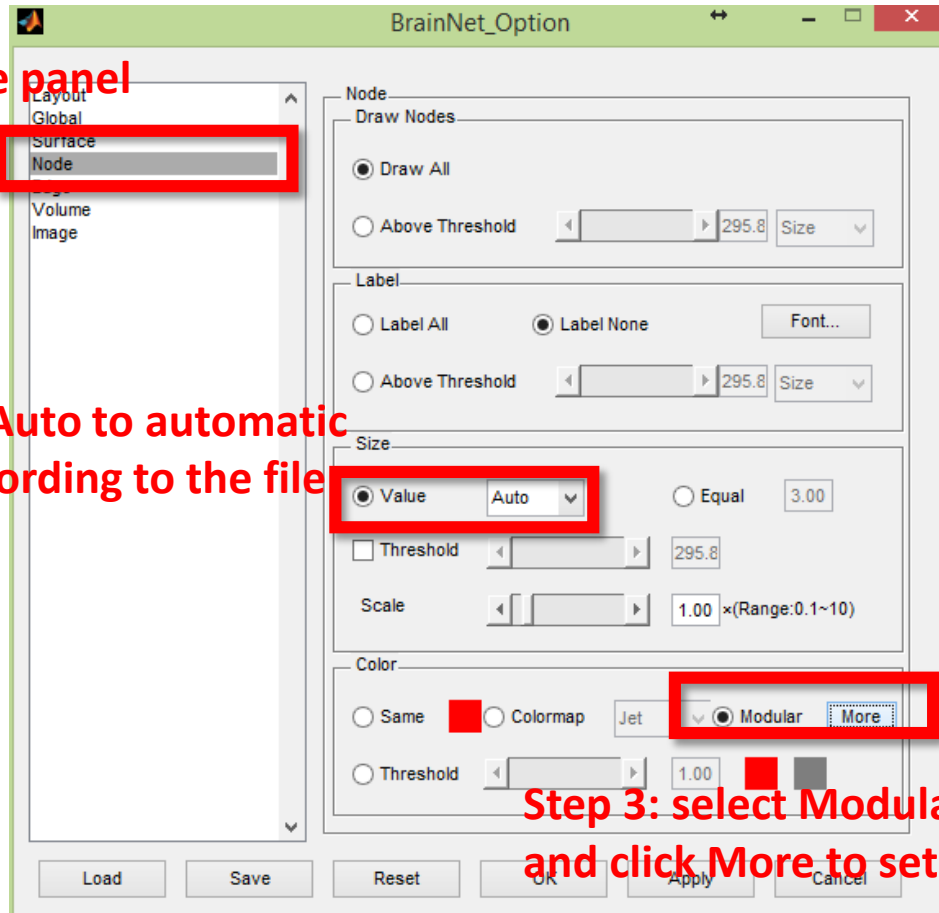 BrainNet_Option
e panel
Layout
Global
Surface
Node
Volume
Image
Node
Draw Nodes
Draw All
Above Threshold 295.8 Size
Label
Label All Label None Font...
Above Threshold 295.8 Size
Auto to automatic
ording to the file
Size
Value Auto Equal 3.00
Threshold 295.8
Scale 1.00 ×(Range:0.1~10)
Color
Same Colormap Jet Modular More
Threshold 1.00
Step 3: select Modula
and click More to set
Load Save Reset OK Apply Cancel